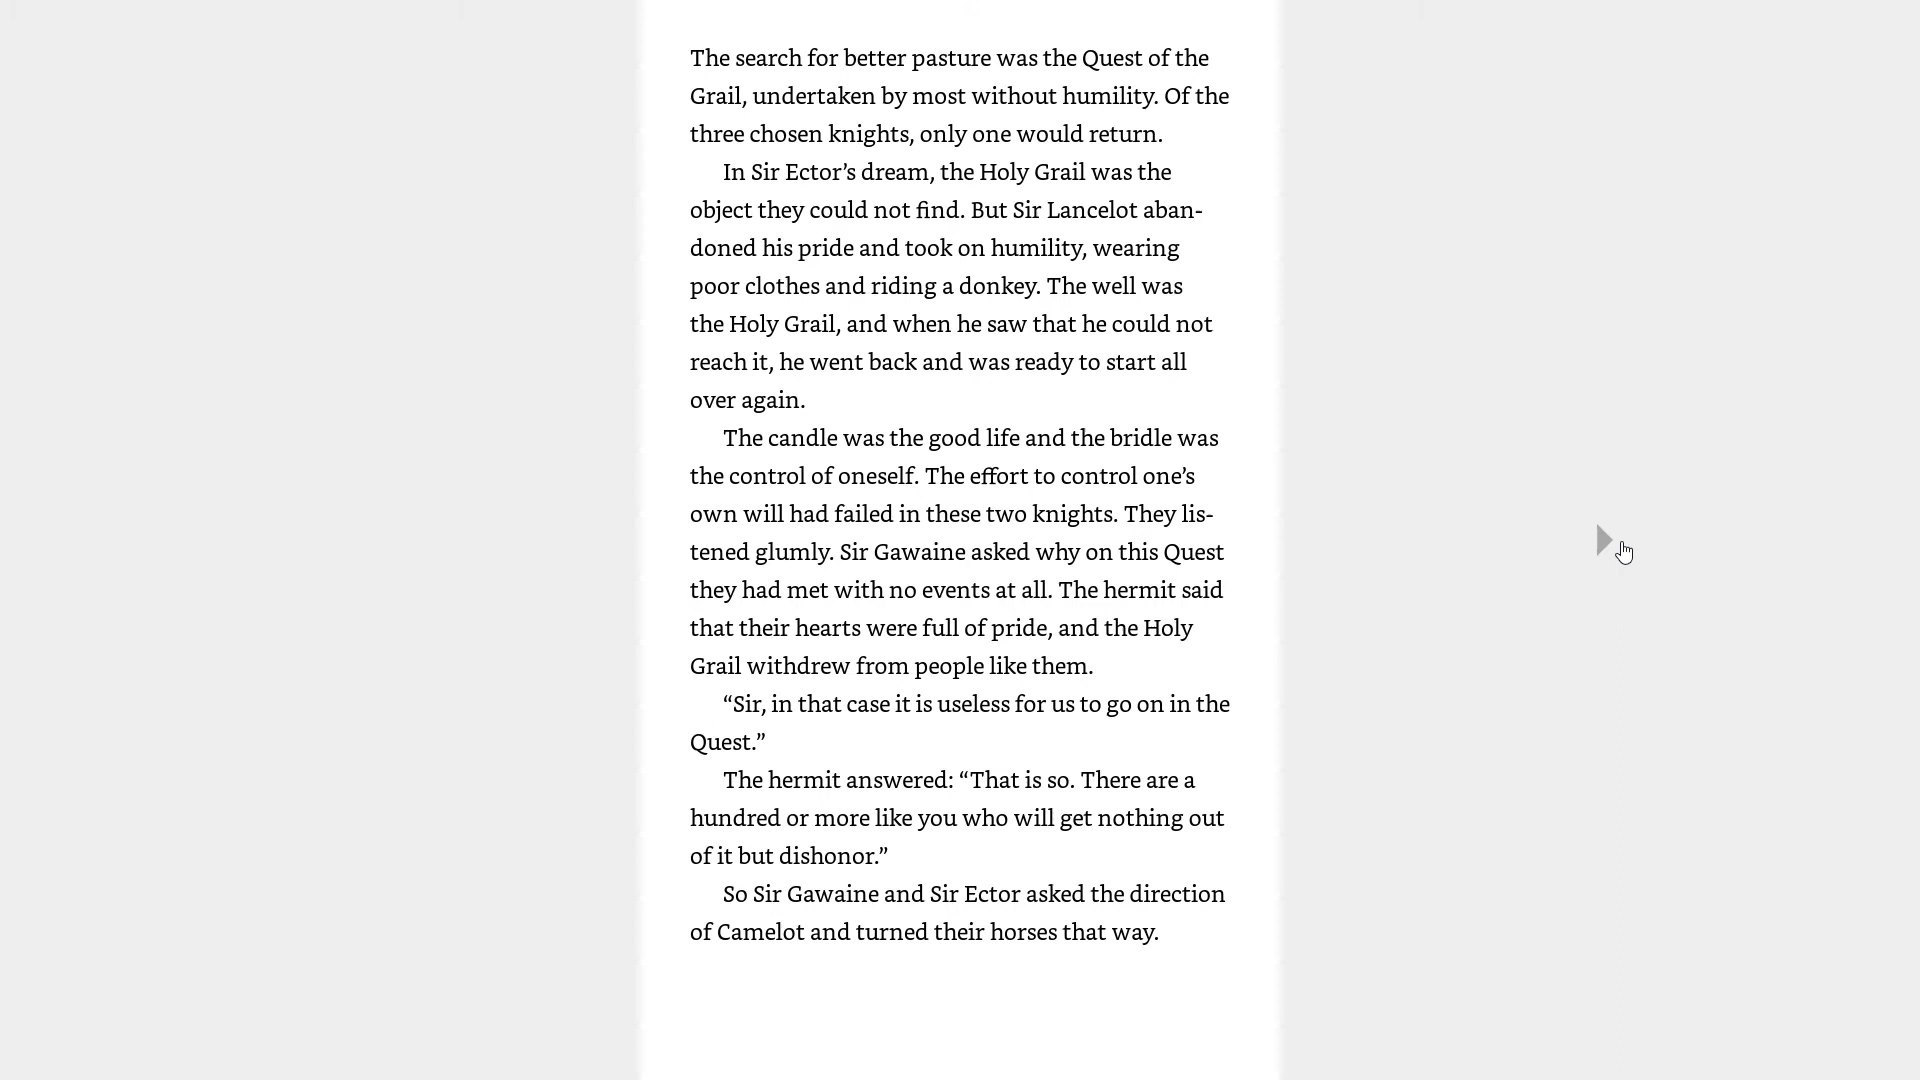 The search for better pasture was the Quest of the
Grail, undertaken by most without humility. Of the
three chosen knights, only one would return.
In Sir Ector’s dream, the Holy Grail was the
object they could not find. But Sir Lancelot aban-
doned his pride and took on humility, wearing
poor clothes and riding a donkey. The well was
the Holy Grail, and when he saw that he could not
reach it, he went back and was ready to start all
over again.
The candle was the good life and the bridle was
the control of oneself. The effort to control one’s
own will had failed in these two knights. They lis-
tened glumly. Sir Gawaine asked why on this Quest
they had met with no events at all. The hermit said
that their hearts were full of pride, and the Holy
Grail withdrew from people like them.
“Sir, in that case it is useless for us to go on in the
Quest.”
The hermit answered: “That is so. There are a
hundred or more like you who will get nothing out
of it but dishonor.”
So Sir Gawaine and Sir Ector asked the direction
of Camelot and turned their horses that way.